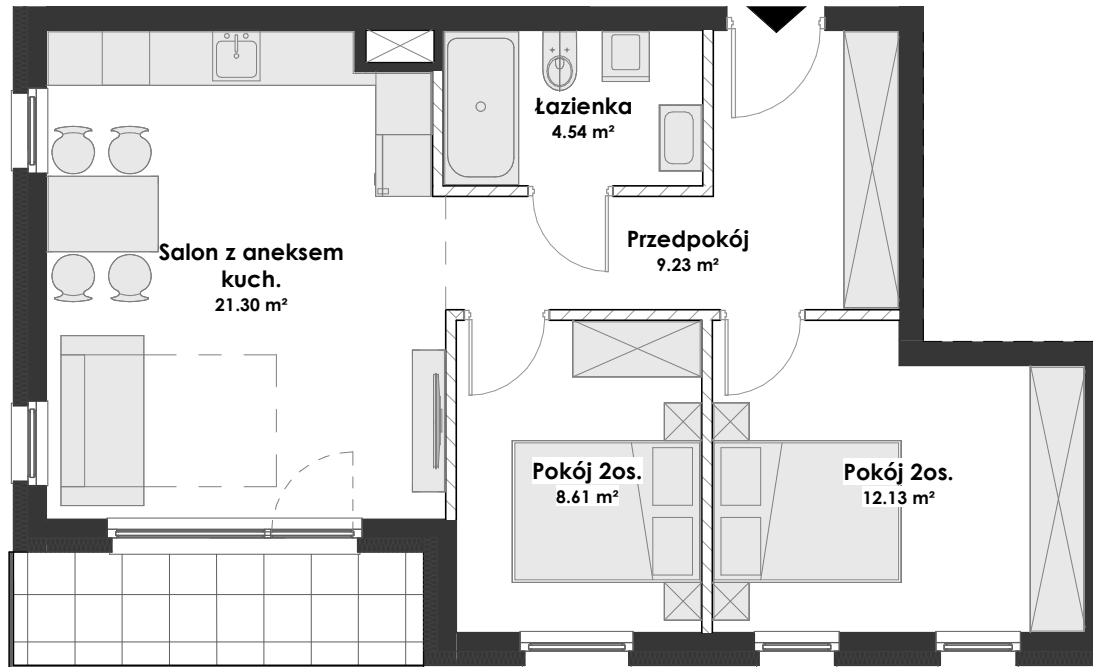 Łazienka
4.54 m²
Przedpokój
9.23 m²
Salon z aneksem
kuch.
21.30 m²
Pokój 2os.
8.61 m²
Pokój 2os.
12.13 m²